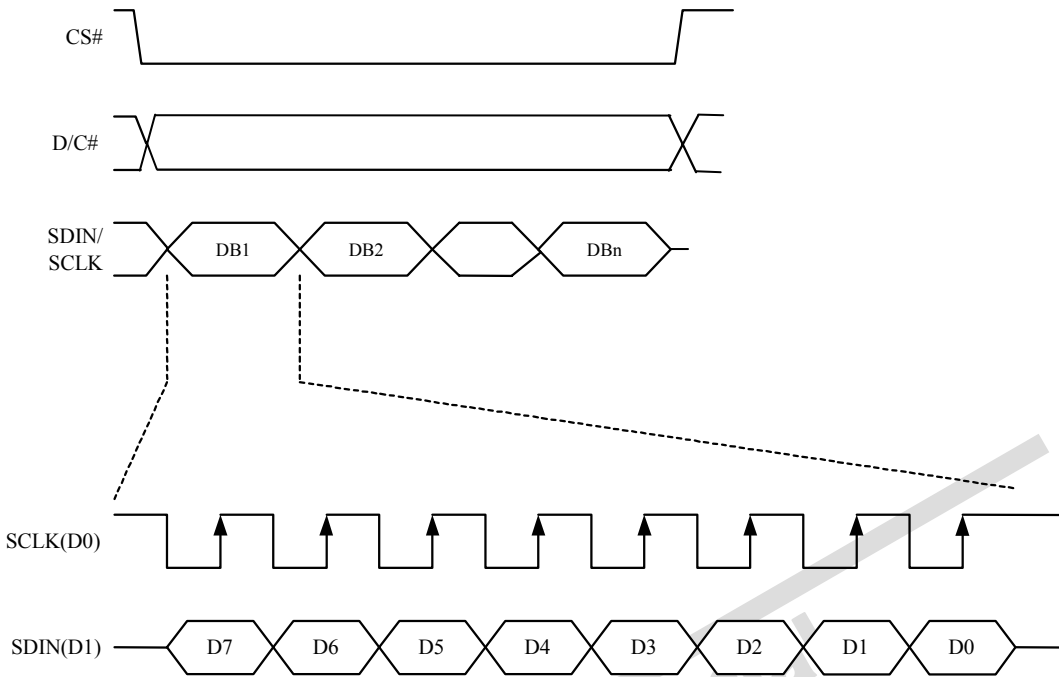 CS#
D/C#
SDIN/
SCLK
DB1 DB2 DBn
SCLK(D0)
SDIN(D1) D7 D6 D5 D4 D3 D2 D1 D0